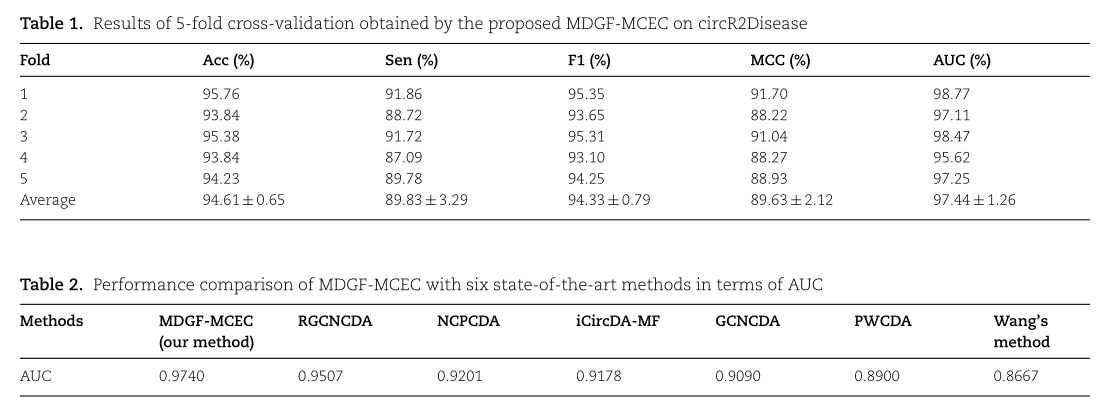 Table 1. Results of 5-fold cross-validation obtained by the proposed MDGF-MCEC on circR2Disease
Fold Acc (%) Sen (%) F1 (%) MCC (%) AUC (%)
1 95.76 91.86 95.35 91.70 98.77
2 93.84 88.72 93.65 88.22 97.11
3 95.38 91.72 95.31 91.04 98.47
4 93.84 87.09 93.10 88.27 95.62
5 94.23 89.78 94.25 88.93 97.25
Average 94.61 ± 0.65 89.83 ± 3.29 94.33 ± 0.79 89.63 ± 2.12 97.44 ± 1.26
Table 2. Performance comparison of MDGF-MCEC with six state-of-the-art methods in terms of AUC
Methods MDGF-MCEC RGCNCDA NCPCDA iCircDA-MF GCNCDA PWCDA Wang's
(our method) method
AUC 0.9740 0.9507 0.9201 0.9178 0.9090 0.8900 0.8667